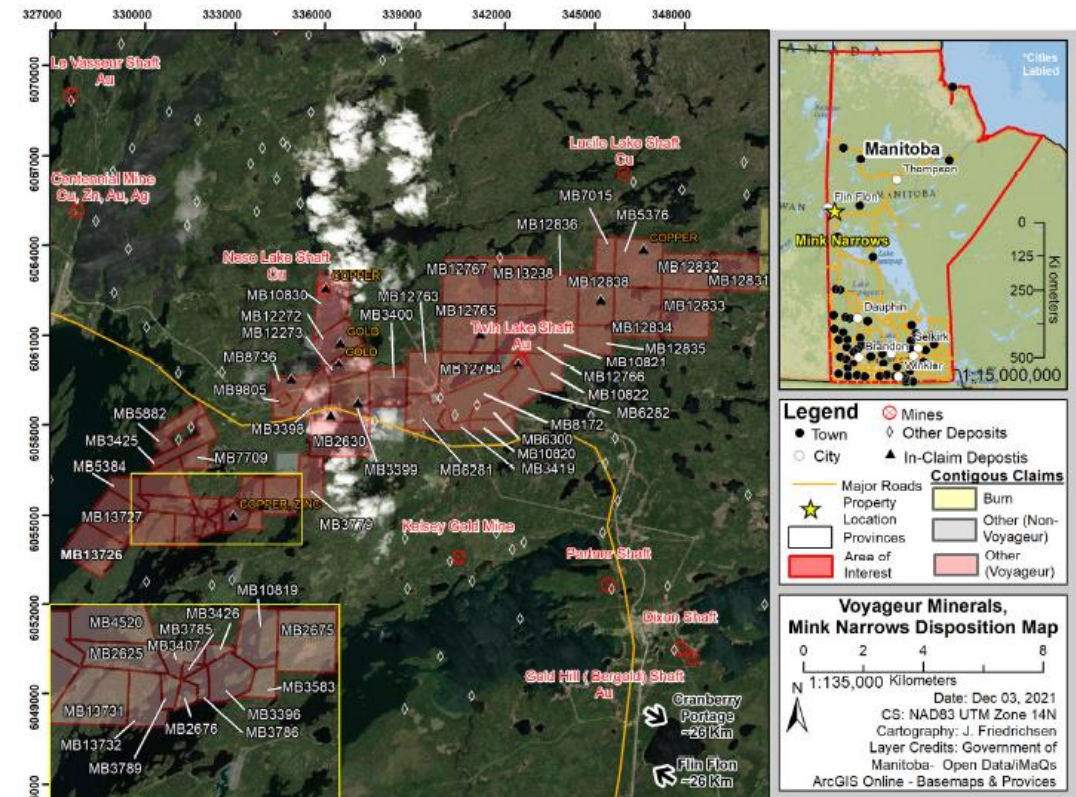 327000 330000 333000 336000 339000 342000 345000 348000
6070000
6067000
6064000
6061000
6058000
6055000
6052000
6049000
Le Vasseur Shaft
Au
Centennial Mine
Cu, Zn, Au, Ag
Lucile Lake Shaft
Cu
MB7015
MB5376
MB12836
COPPER
Neso Lake Shaft
Cu
COPPER
MB12767
MB13238
MB12838
MB12832
MB12831
MB10830
MB12763
MB12272
MB3400
MB12765
MB12833
MB12273
GOLD
Twin Lake Shaft
Au
MB12834
MB8736
GOLD
MB12764
MB12835
MB10821
MB12766
MB9805
MB10822
MB6282
MB5882
MB3398
MB8172
MB3425
MB2630
MB6300
MB7709
MB10820
MB5384
MB3399
MB6281
MB3419
COPPER, ZINC
MB13727
MB3779
MB13726
Kelsey Gold Mine
Partner Shaft
Dixon Shaft
Gold Hill (Bergold) Shaft
Au
Cranberry
Portage
~26 Km
Flin Flon
~26 Km
MB10819
MB3426
MB4520
MB3785
MB2675
MB3407
MB2625
MB3583
MB13731
MB3396
MB2676
MB13732
MB3786
MB3789
CANADA
*Cities
Labled
Manitoba
Thompson
Flin Flon
MANITOBA
WAN
Mink Narrows
Dauphin
Selkirk
Brandon
Winkler
0
125
250
500
Kilometers
1:15,000,000
Legend
Town
City
Mines
Other Deposits
In-Claim Depostis
Major Roads
Property
Location
Provinces
Area of
Interest
Contigous Claims
Burn
Other (Non-
Voyageur)
Other
(Voyageur)
Voyageur Minerals,
Mink Narrows Disposition Map
0 2 4 6 8
N
1:135,000 Kilometers
Date: Dec 03, 2021
CS: NAD83 UTM Zone 14N
Cartography: J. Friedrichsen
Layer Credits: Government of
Manitoba- Open Data/iMaQs
ArcGIS Online - Basemaps & Provices